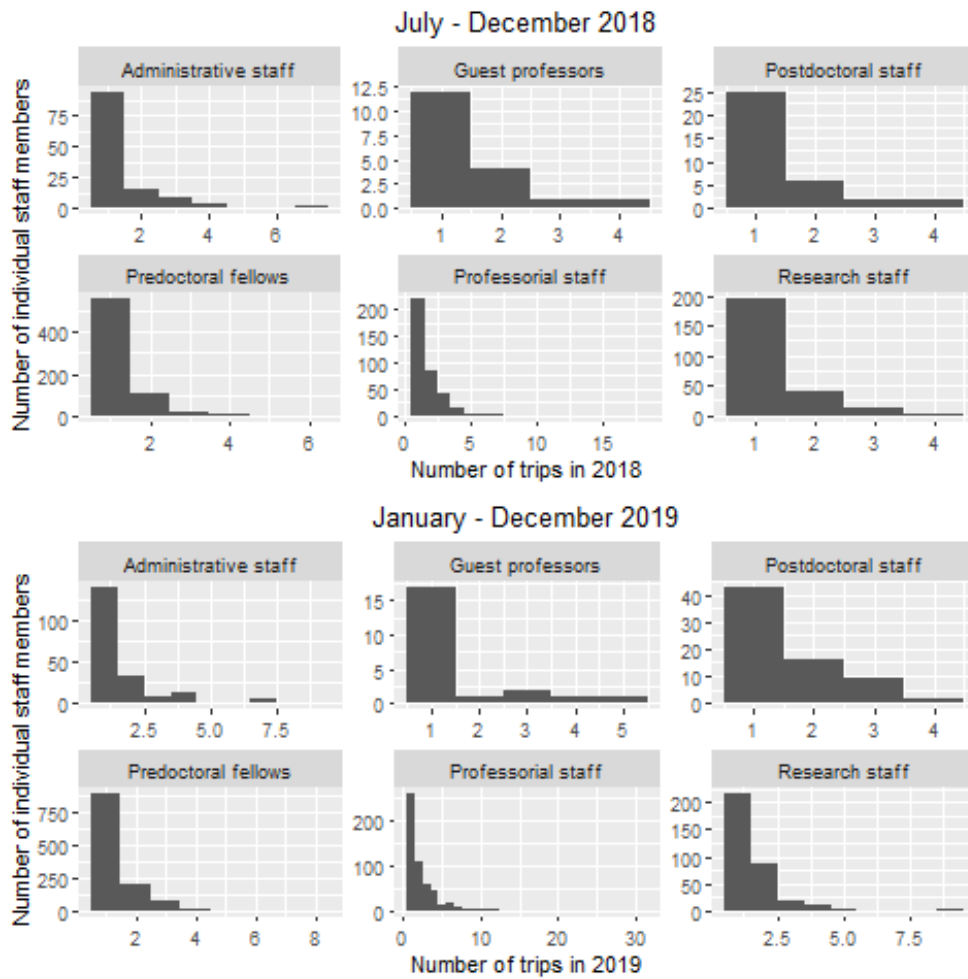 July - December 2018
Number of individual staff members
Administrative staff
75
50
25
0
2 4 6
Guest professors
12.5
10.0
7.5
5.0
2.5
0.0
1 2 3 4
Postdoctoral staff
25
20
15
10
5
0
1 2 3 4
Predoctoral fellows
400
200
0
2 4 6
Professorial staff
200
150
100
50
0
0 5 10 15
Research staff
200
150
100
50
0
1 2 3 4
Number of trips in 2018
January - December 2019
Number of individual staff members
Administrative staff
100
50
0
2.5 5.0 7.5
Guest professors
15
10
5
0
1 2 3 4 5
Postdoctoral staff
40
30
20
10
0
1 2 3 4
Predoctoral fellows
750
500
250
0
2 4 6 8
Professorial staff
200
100
0
0 10 20 30
Research staff
200
150
100
50
0
2.5 5.0 7.5
Number of trips in 2019